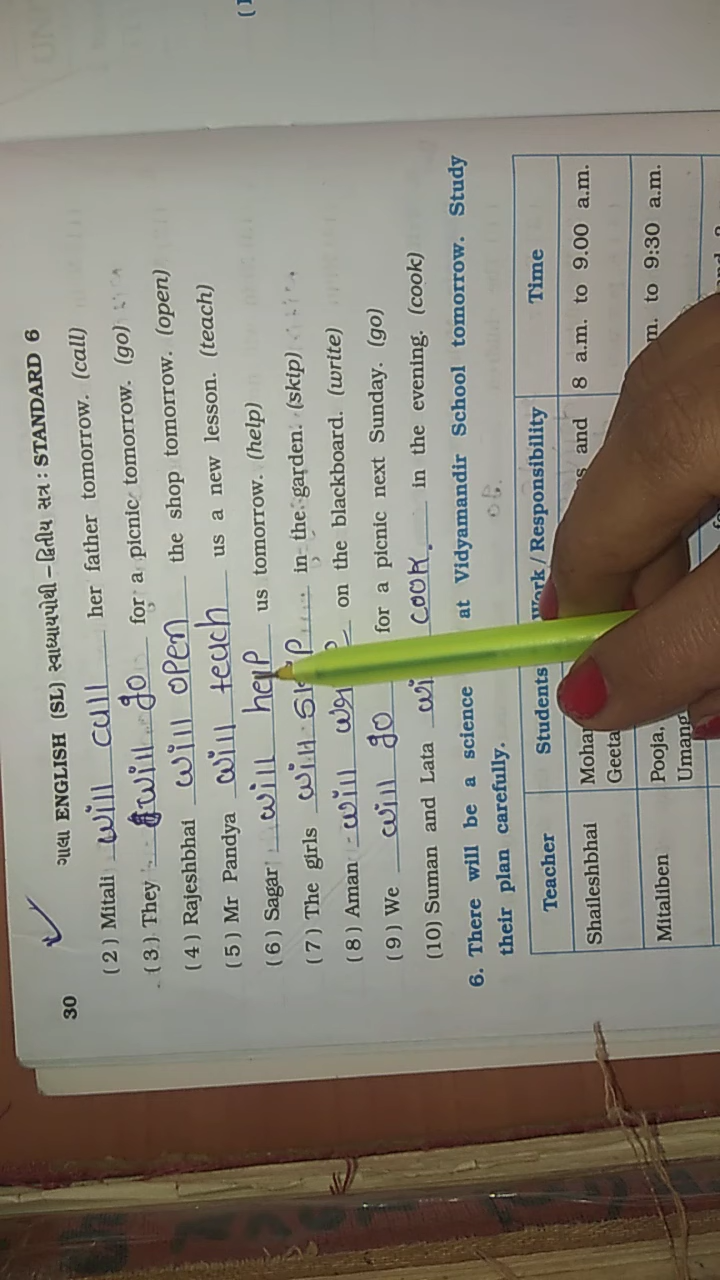 30 ગાલા ENGLISH (SL) સ્વાધ્યાયપોથી – દ્વિતીય સત્ર : STANDARD 6
(2) Mitali will call her father tomorrow. (call)
(3) They will go for a picnic tomorrow. (go)
(4) Rajeshbhai will open the shop tomorrow. (open)
(5) Mr Pandya will teach us a new lesson. (teach)
(6) Sagar will help us tomorrow. (help)
(7) The girls will in the garden. (skip)
(8) Aman will on the blackboard. (write)
(9) We will go for a picnic next Sunday. (go)
(10) Suman and Lata cook. in the evening. (cook)
6. There will be a science at Vidyamandir School tomorrow. Study
their plan carefully.
Teacher Students Work / Responsibility Time
Shaileshbhai and 8 a.m. to 9.00 a.m.
Geeta
Mitaliben Pooja, to 9:30 a.m.
Umang